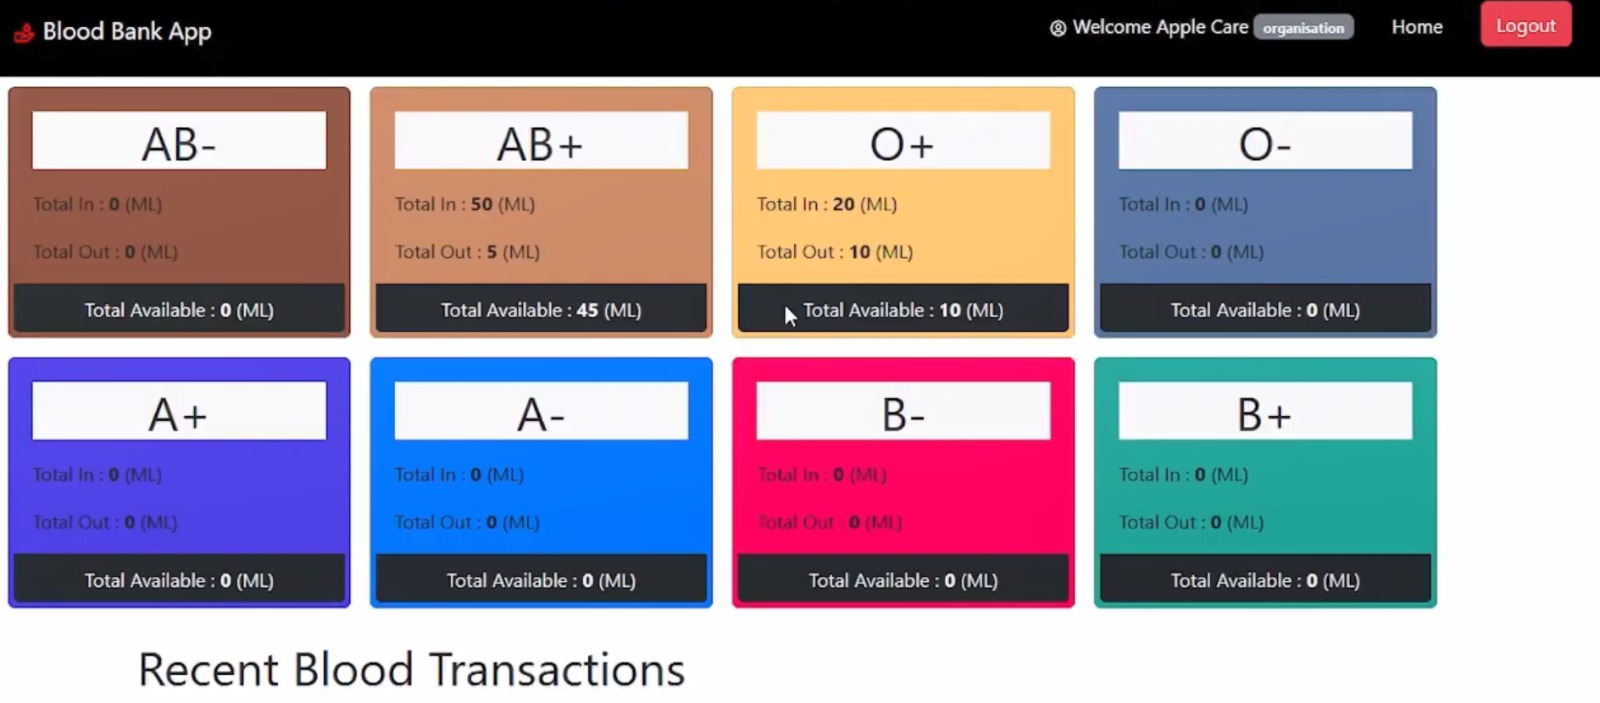 Blood Bank App
Welcome Apple Care organisation Home Logout
AB- AB+ O+ O-
Total In : 0 (ML) Total In : 50 (ML) Total In : 20 (ML) Total In : 0 (ML)
Total Out : 0 (ML) Total Out : 5 (ML) Total Out : 10 (ML) Total Out : 0 (ML)
Total Available : 0 (ML) Total Available : 45 (ML) Total Available : 10 (ML) Total Available : 0 (ML)
A+ A- B- B+
Total In : 0 (ML) Total In : 0 (ML) Total In : 0 (ML) Total In : 0 (ML)
Total Out : 0 (ML) Total Out : 0 (ML) Total Out : 0 (ML) Total Out : 0 (ML)
Total Available : 0 (ML) Total Available : 0 (ML) Total Available : 0 (ML) Total Available : 0 (ML)
Recent Blood Transactions